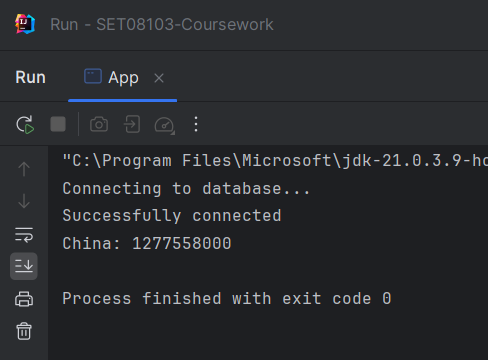 Run - SET08103-Coursework
Run
App
"C:\Program Files\Microsoft\jdk-21.0.3.9-ho
Connecting to database...
Successfully connected
China: 1277558000
Process finished with exit code 0